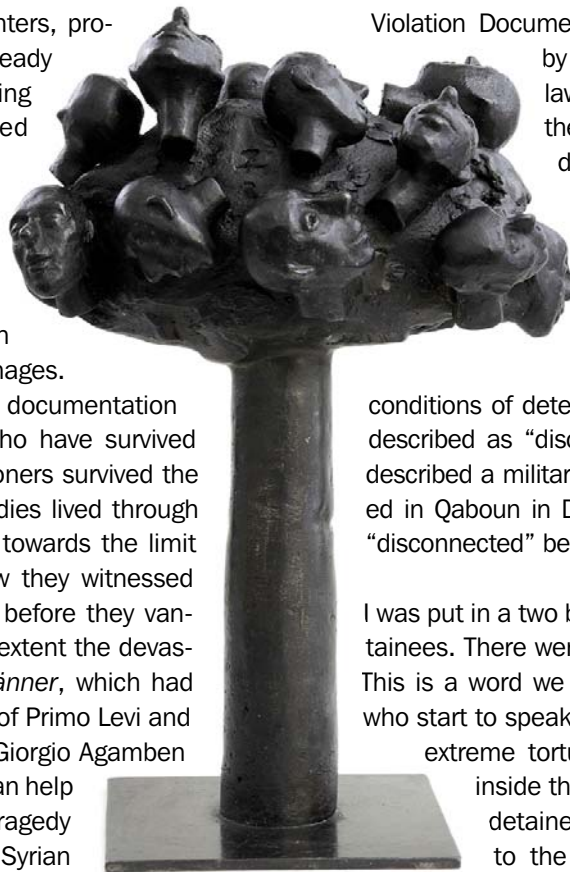 nters, pro-
eady
ing
ed
n
mages.
documentation
ho have survived
oners survived the
dies lived through
towards the limit
w they witnessed
before they van-
extent the devas-
änner, which had
of Primo Levi and
Giorgio Agamben
an help
ragedy
Syrian
Violation Docume
by
law
the
d
conditions of dete
described as “disc
described a militar
ed in Qaboun in D
“disconnected” be
I was put in a two b
tainees. There wer
This is a word we
who start to speak
extreme tortu
inside th
detaine
to the